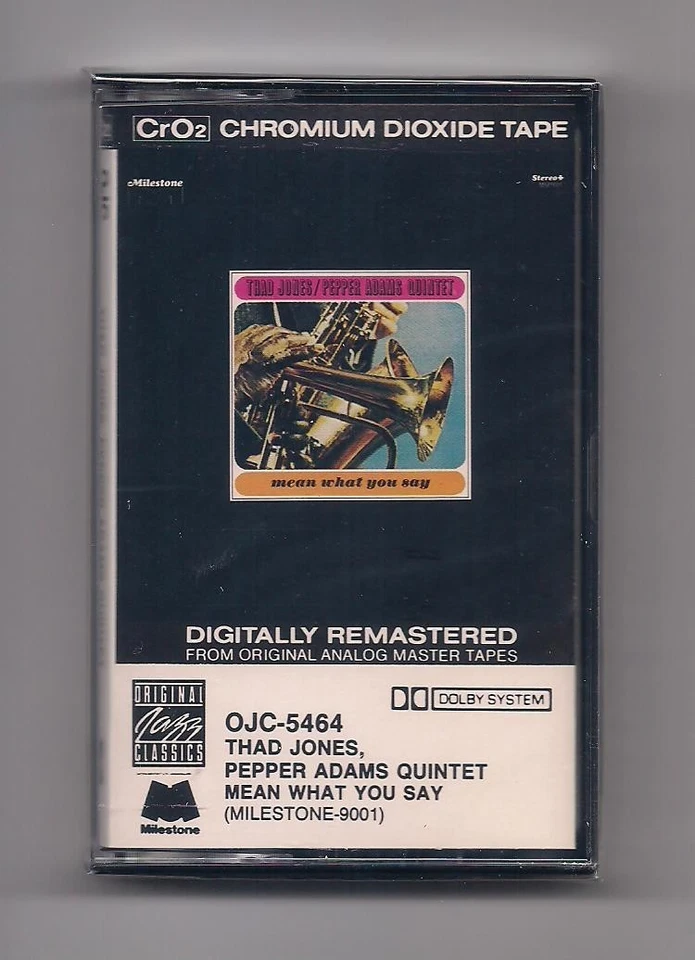 CrO2 CHROMIUM DIOXIDE TAPE
Milestone
Stereo+
THAD JONES/PEPPER ADAMS QUINTET
mean what you say
DIGITALLY REMASTERED
FROM ORIGINAL ANALOG MASTER TAPES
DOLBY SYSTEM
ORIGINAL
Jazz
CLASSICS
OJC-5464
THAD JONES,
PEPPER ADAMS QUINTET
MEAN WHAT YOU SAY
(MILESTONE-9001)
Milestone